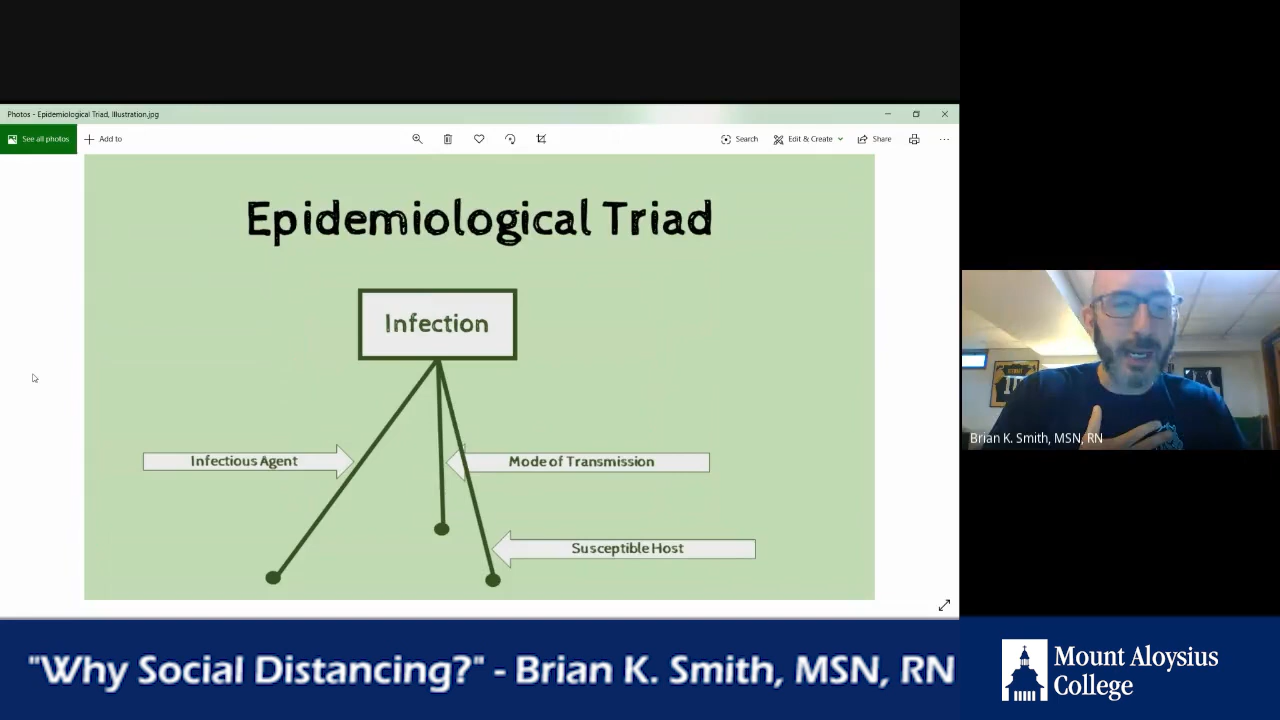 Photos - Epidemiological Triad, Illustration.jpg
See all photos
Add to
Search
Edit & Create
Share
Epidemiological Triad
Infection
Infectious Agent
Mode of Transmission
Susceptible Host
Brian K. Smith, MSN, RN
"Why Social Distancing?" - Brian K. Smith, MSN, RN
Mount Aloysius
College